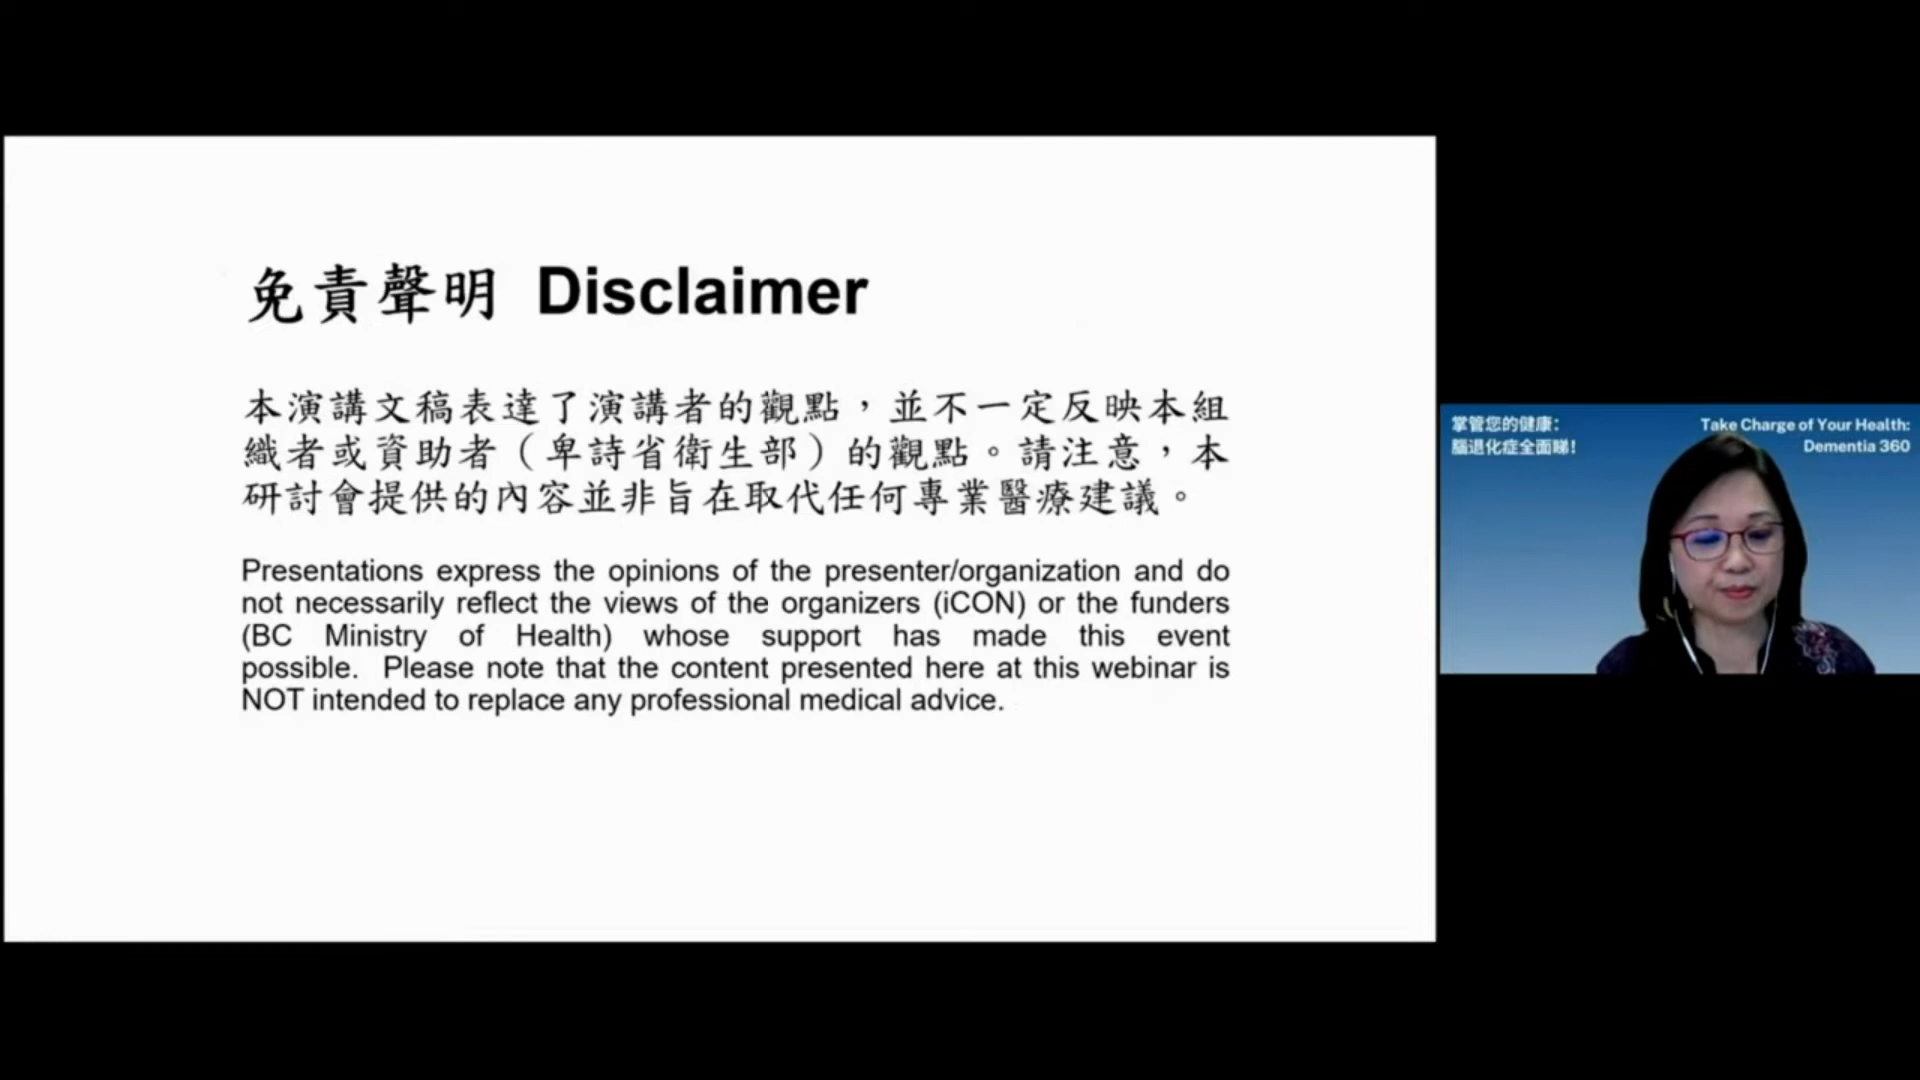 免責聲明 Disclaimer
本演講文稿表達了演講者的觀點，並不一定反映本組
織者或資助者（卑詩省衛生部）的觀點。請注意，本
研討會提供的內容並非旨在取代任何專業醫療建議。
Presentations express the opinions of the presenter/organization and do
not necessarily reflect the views of the organizers (iCON) or the funders
(BC Ministry of Health) whose support has made this event
possible. Please note that the content presented here at this webinar is
NOT intended to replace any professional medical advice.
掌管您的健康：
腦退化症全面睇！
Take Charge of Your Health:
Dementia 360